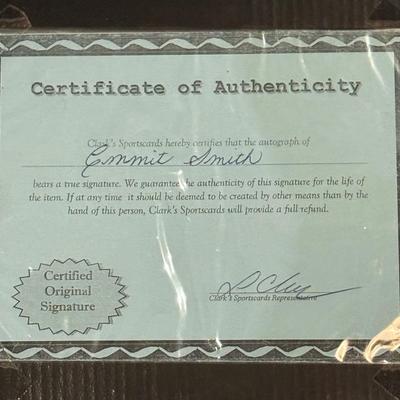 Certificate of Authenticity
Clark's Sportscards hereby certifies that the autograph of
Emmit Smith
bears a true signature. We guarantee the authenticity of this signature for the life of
the item. If at any time it should be deemed to be created by other means than by the
hand of this person, Clark's Sportscards will provide a full refund.
Certified
Original
Signature
Clark's Sportscards Representative